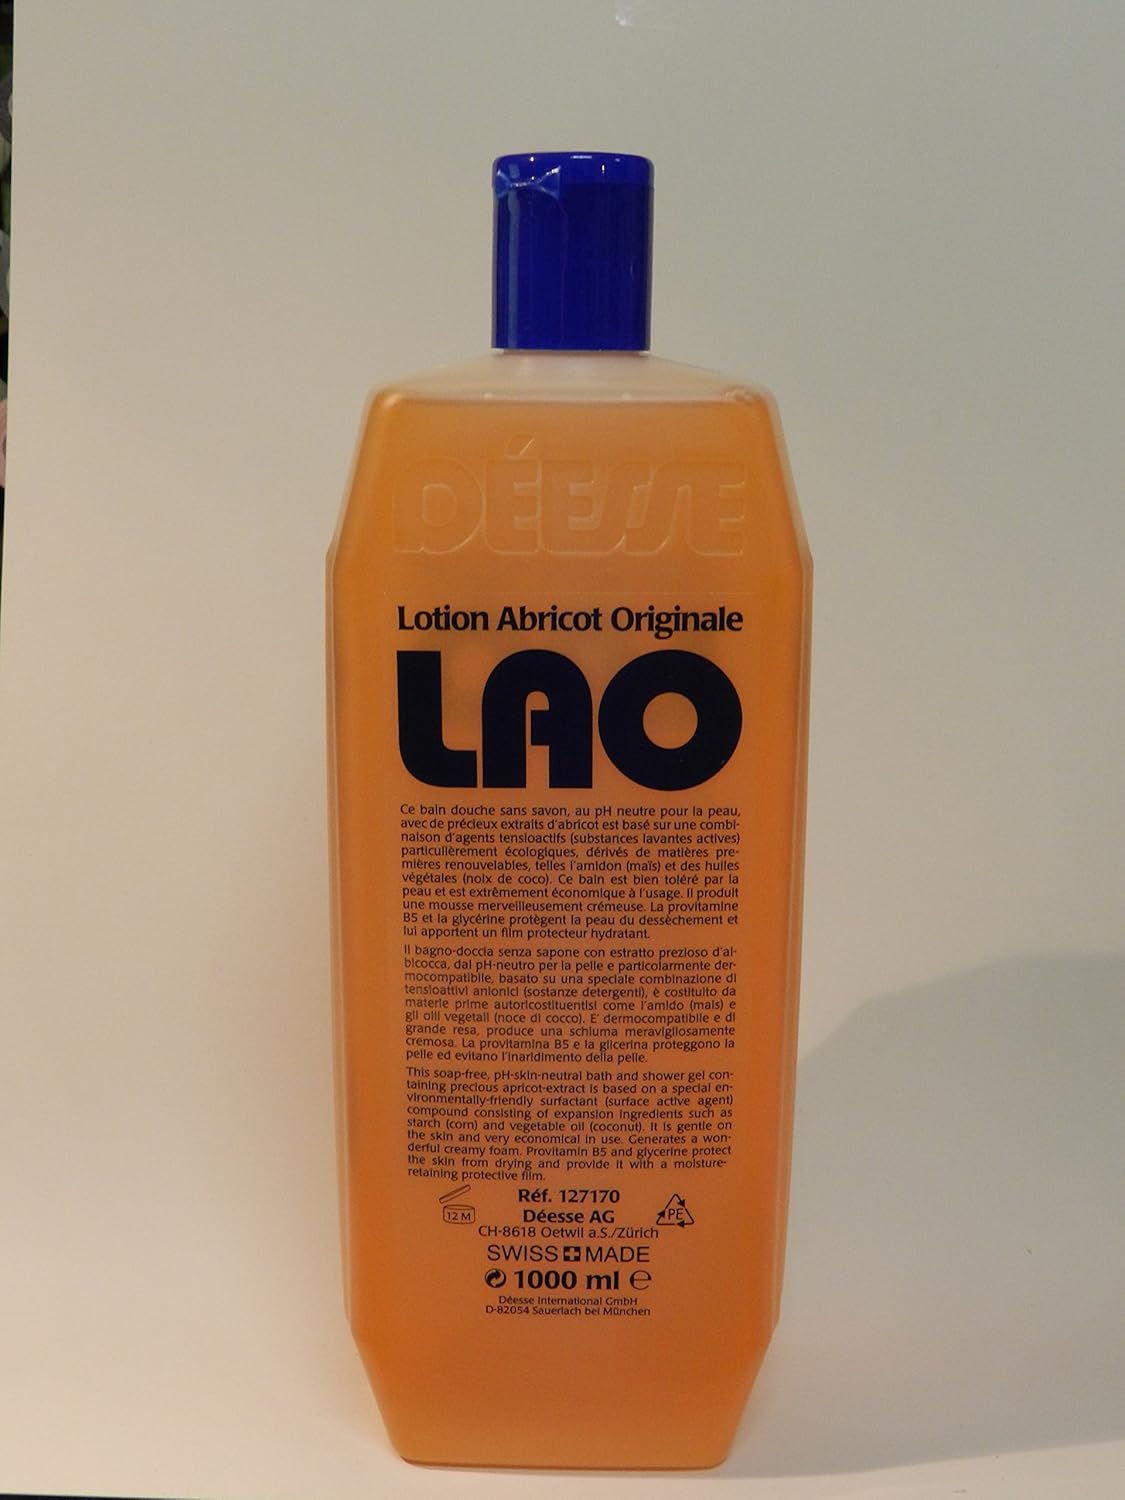 DÉESSE
Lotion Abricot Originale
LAO
Ce bain douche sans savon, au pH neutre pour la peau,
avec de précieux extraits d'abricot est basé sur une combi-
naison d'agents tensioactifs (substances lavantes actives)
particulièrement écologiques, dérivés de matières pre-
mières renouvelables, telles l'amidon (maïs) et des huiles
végétales (noix de coco). Ce bain est bien toléré par la
peau et est extrêmement économique à l'usage. Il produit
une mousse merveilleusement crémeuse. La provitamine
B5 et la glycérine protègent la peau du dessèchement et
lui apportent un film protecteur hydratant.
Il bagno-doccia senza sapone con estratto prezioso d'al-
bicocca, dal pH-neutro per la pelle e particolarmente der-
mocompatibile, basato su una speciale combinazione di
tensioattivi anionici (sostanze detergenti), è costituito da
materie prime autoricostituentisi come l'amido (mais) e
gli olii vegetali (noce di cocco). E' dermocompatibile e di
grande resa, produce una schiuma meravigliosamente
cremosa. La provitamina B5 e la glicerina proteggono la
pelle ed evitano l'inaridimento della pelle.
This soap-free, pH-skin-neutral bath and shower gel con-
taining precious apricot-extract is based on a special en-
vironmentally-friendly surfactant (surface active agent)
compound consisting of expansion ingredients such as
starch (corn) and vegetable oil (coconut). It is gentle on
the skin and very economical in use. Generates a won-
derful creamy foam. Provitamin B5 and glycerine protect
the skin from drying and provide it with a moisture-
retaining protective film.
12 M
Réf. 127170
PE
Déesse AG
CH-8618 Oetwil a.S./Zürich
SWISS MADE
1000 ml ℮
Déesse International GmbH
D-82054 Sauerlach bei München